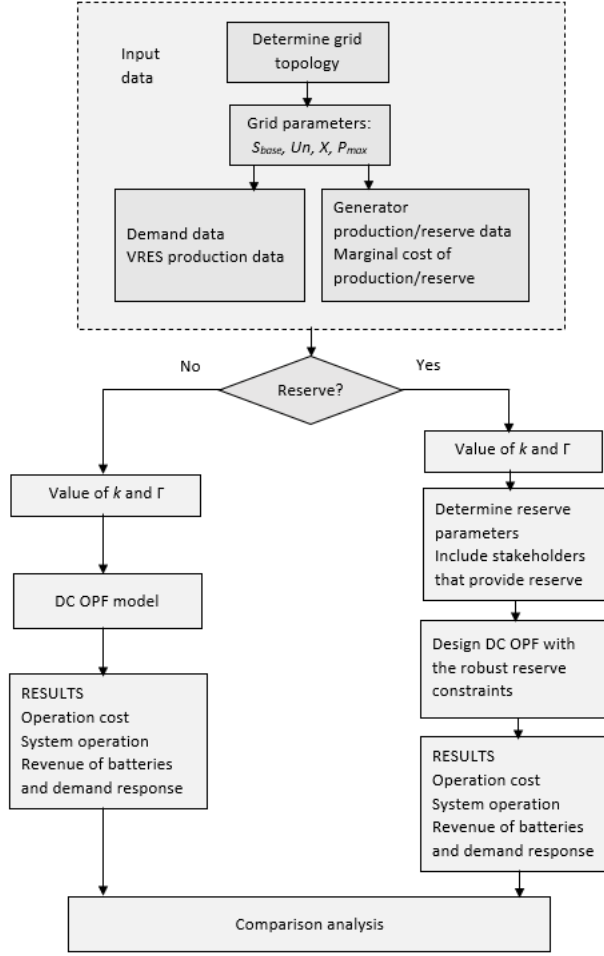 Input
data
Determine grid
topology
Grid parameters:
Sbase, Un, X, Pmax
Demand data
VRES production data
Generator
production/reserve data
Marginal cost of
production/reserve
No
Reserve?
Yes
Value of k and Γ
DC OPF model
RESULTS
Operation cost
System operation
Revenue of batteries
and demand response
Value of k and Γ
Determine reserve
parameters
Include stakeholders
that provide reserve
Design DC OPF with
the robust reserve
constraints
RESULTS
Operation cost
System operation
Revenue of batteries
and demand response
Comparison analysis